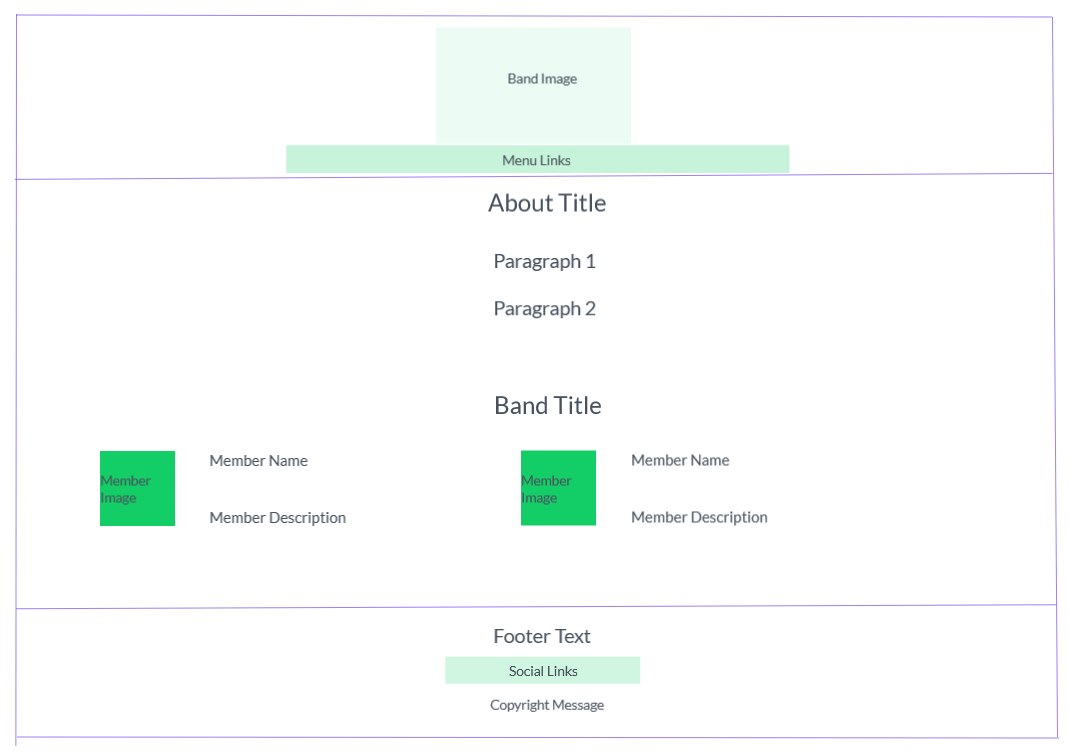 Band Image
Menu Links
About Title
Paragraph 1
Paragraph 2
Band Title
Member
Image
Member Name
Member Description
Member
Image
Member Name
Member Description
Footer Text
Social Links
Copyright Message